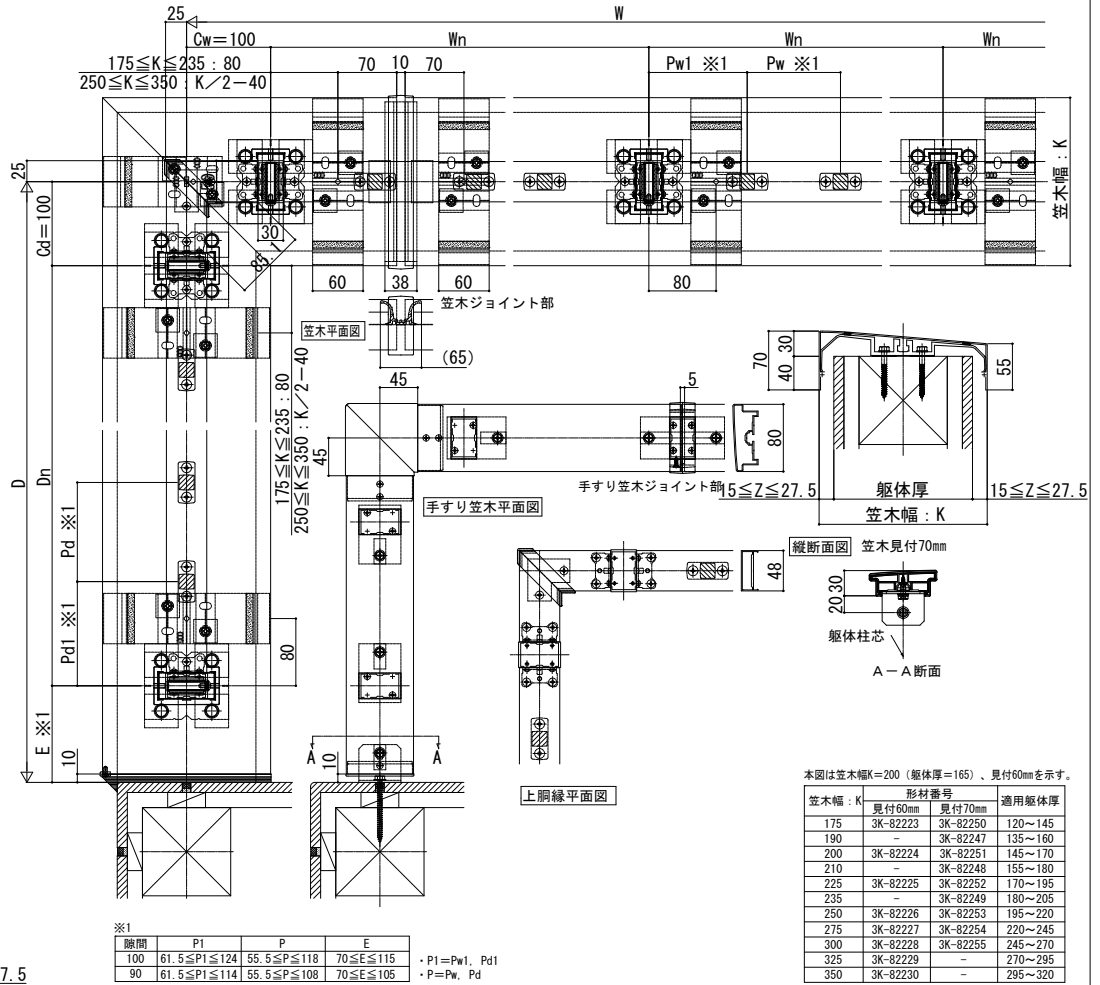 25
W
Cw=100
Wn
Wn
Wn
175≦K≦235：80
250≦K≦350：K／2－40
70
10
70
Pw1 ※1
Pw ※1
25
Cd=100
笠木幅：K
30
85.1
60
38
60
80
笠木ジョイント部
笠木平面図
(65)
175≦K≦235：80
250≦K≦350：K／2－40
45
5
45
80
手すり笠木ジョイント部
手すり笠木平面図
70
30
40
55
15≦Z≦27.5
躯体厚
15≦Z≦27.5
笠木幅：K
縦断面図
笠木見付70mm
D
Dn
Pd ※1
Pd1 ※1
80
E ※1
10
48
30
20
躯体柱芯
A－A断面
A
A
10
上胴縁平面図
本図は笠木幅K=200（躯体厚=165）、見付60mmを示す。
笠木幅：K 形材番号 適用躯体厚
見付60mm 見付70mm
175 3K-82223 3K-82250 120～145
190 － 3K-82247 135～160
200 3K-82224 3K-82251 145～170
210 － 3K-82248 155～180
225 3K-82225 3K-82252 170～195
235 － 3K-82249 180～205
250 3K-82226 3K-82253 195～220
275 3K-82227 3K-82254 220～245
300 3K-82228 3K-82255 245～270
325 3K-82229 － 270～295
350 3K-82230 － 295～320
※1
隙間 P1 P E
100 61.5≦P1≦124 55.5≦P≦118 70≦E≦115
90 61.5≦P1≦114 55.5≦P≦108 70≦E≦105
・P1=Pw1, Pd1
・P=Pw, Pd
7.5